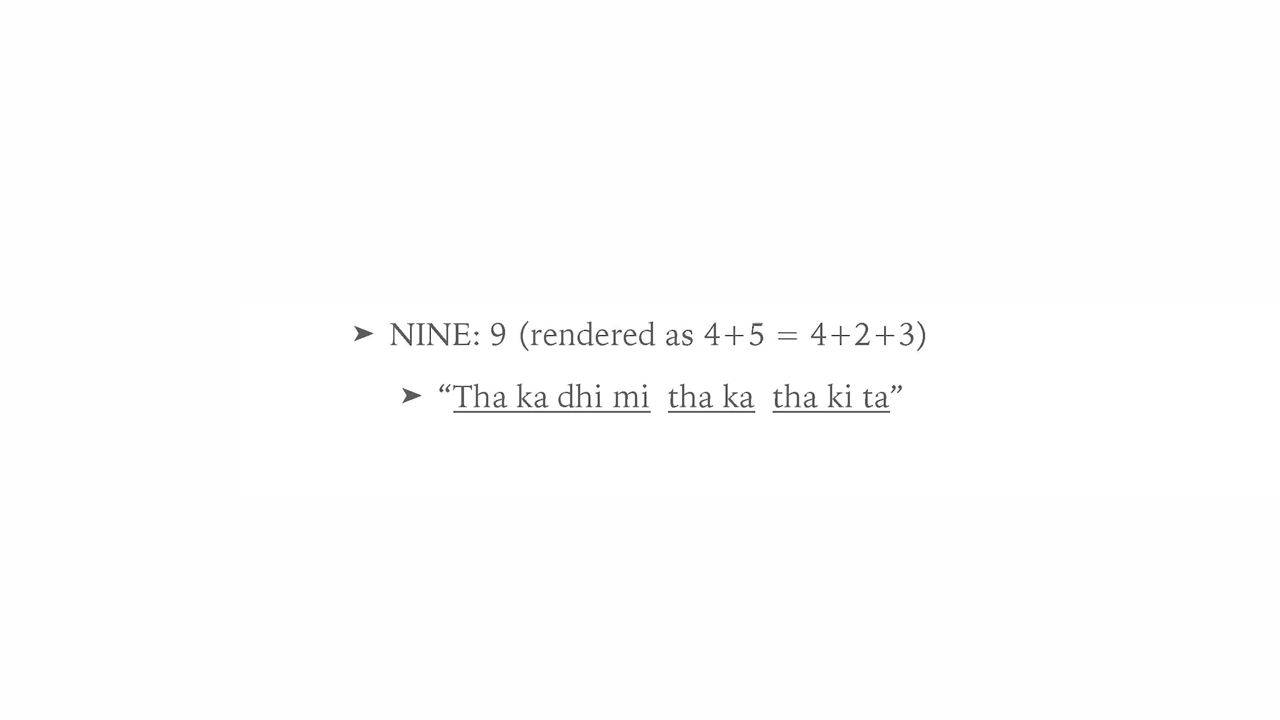 ➤ NINE: 9 (rendered as 4+5 = 4+2+3)
➤ “Tha ka dhi mi tha ka tha ki ta”